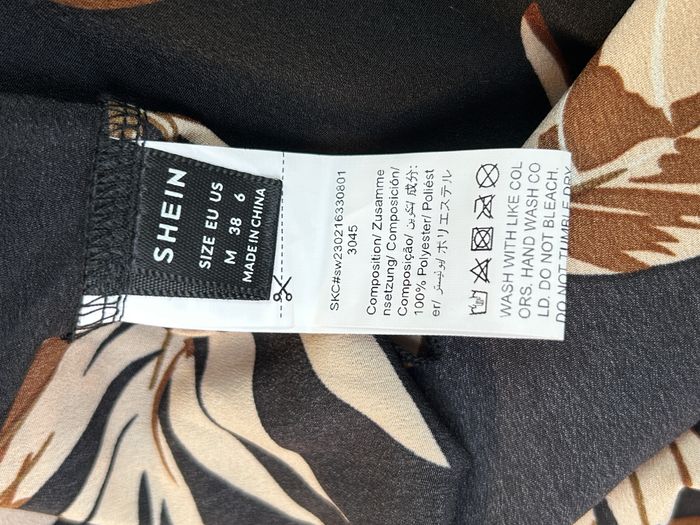 SHEIN
SIZE EU US
M 38 6
MADE IN CHINA
SKC#sw230216330801
3045
Composition/ Zusamme
nsetzung/ Composición/
Composição/ التكوين/ 成分:
100% Polyester/ Poliést
er/ بوليستر/ ポリエステル
WASH WITH LIKE COL
ORS. HAND WASH CO
LD. DO NOT BLEACH.
DO NOT TUMBLE DRY